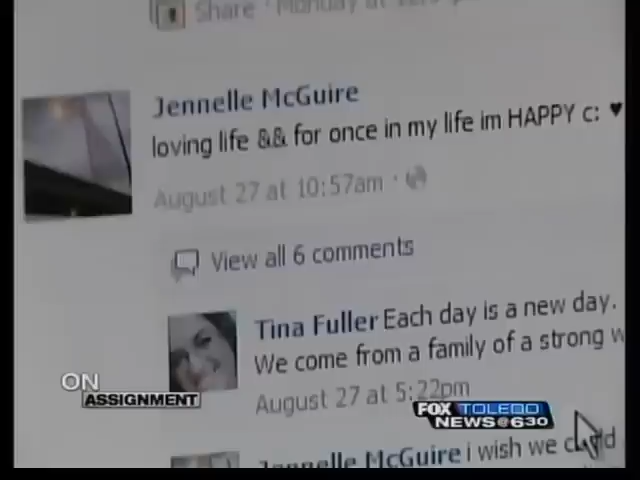 Share · Monday at
Jennelle McGuire
loving life && for once in my life im HAPPY c: ♥
August 27 at 10:57am ·
View all 6 comments
Tina Fuller Each day is a new day.
We come from a family of a strong w
August 27 at 5:22pm
ON
ASSIGNMENT
FOX TOLEDO
NEWS@630
Jennelle McGuire i wish we